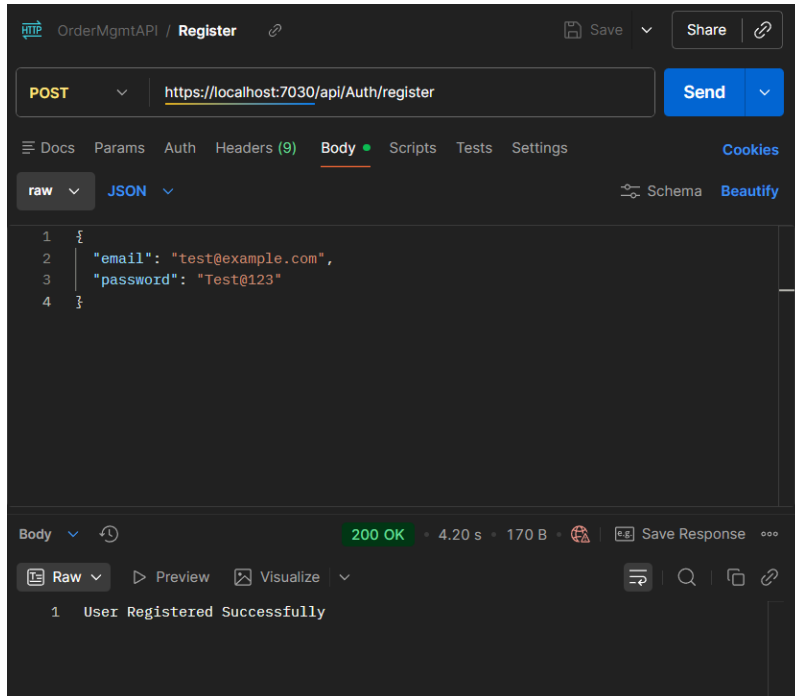 HTTP OrderMgmtAPI / Register Save Share
POST https://localhost:7030/api/Auth/register Send
Docs Params Auth Headers (9) Body Scripts Tests Settings Cookies
raw JSON Schema Beautify
1 {
2 "email": "test@example.com",
3 "password": "Test@123"
4 }
Body 200 OK • 4.20 s • 170 B • e.g. Save Response
Raw Preview Visualize
1 User Registered Successfully